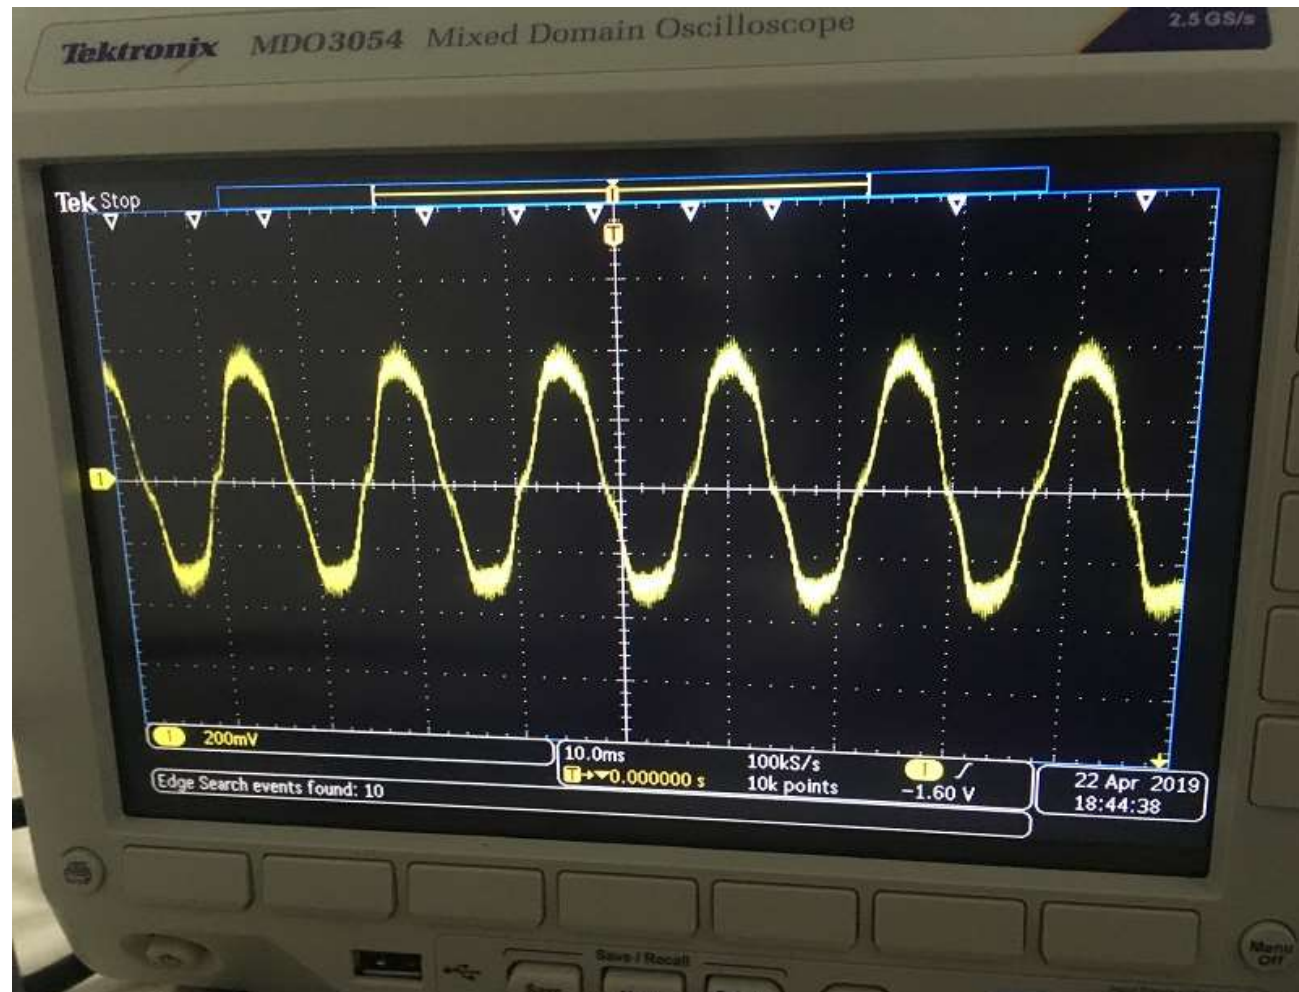 Tektronix MDO3054 Mixed Domain Oscilloscope
2.5 GS/s
Tek Stop
T
T
1
1 200mV
10.0ms 100kS/s 1
T 0.000000 s 10k points -1.60 V
Edge Search events found: 10
22 Apr 2019
18:44:38
Save / Recall
Save
Menu
Off